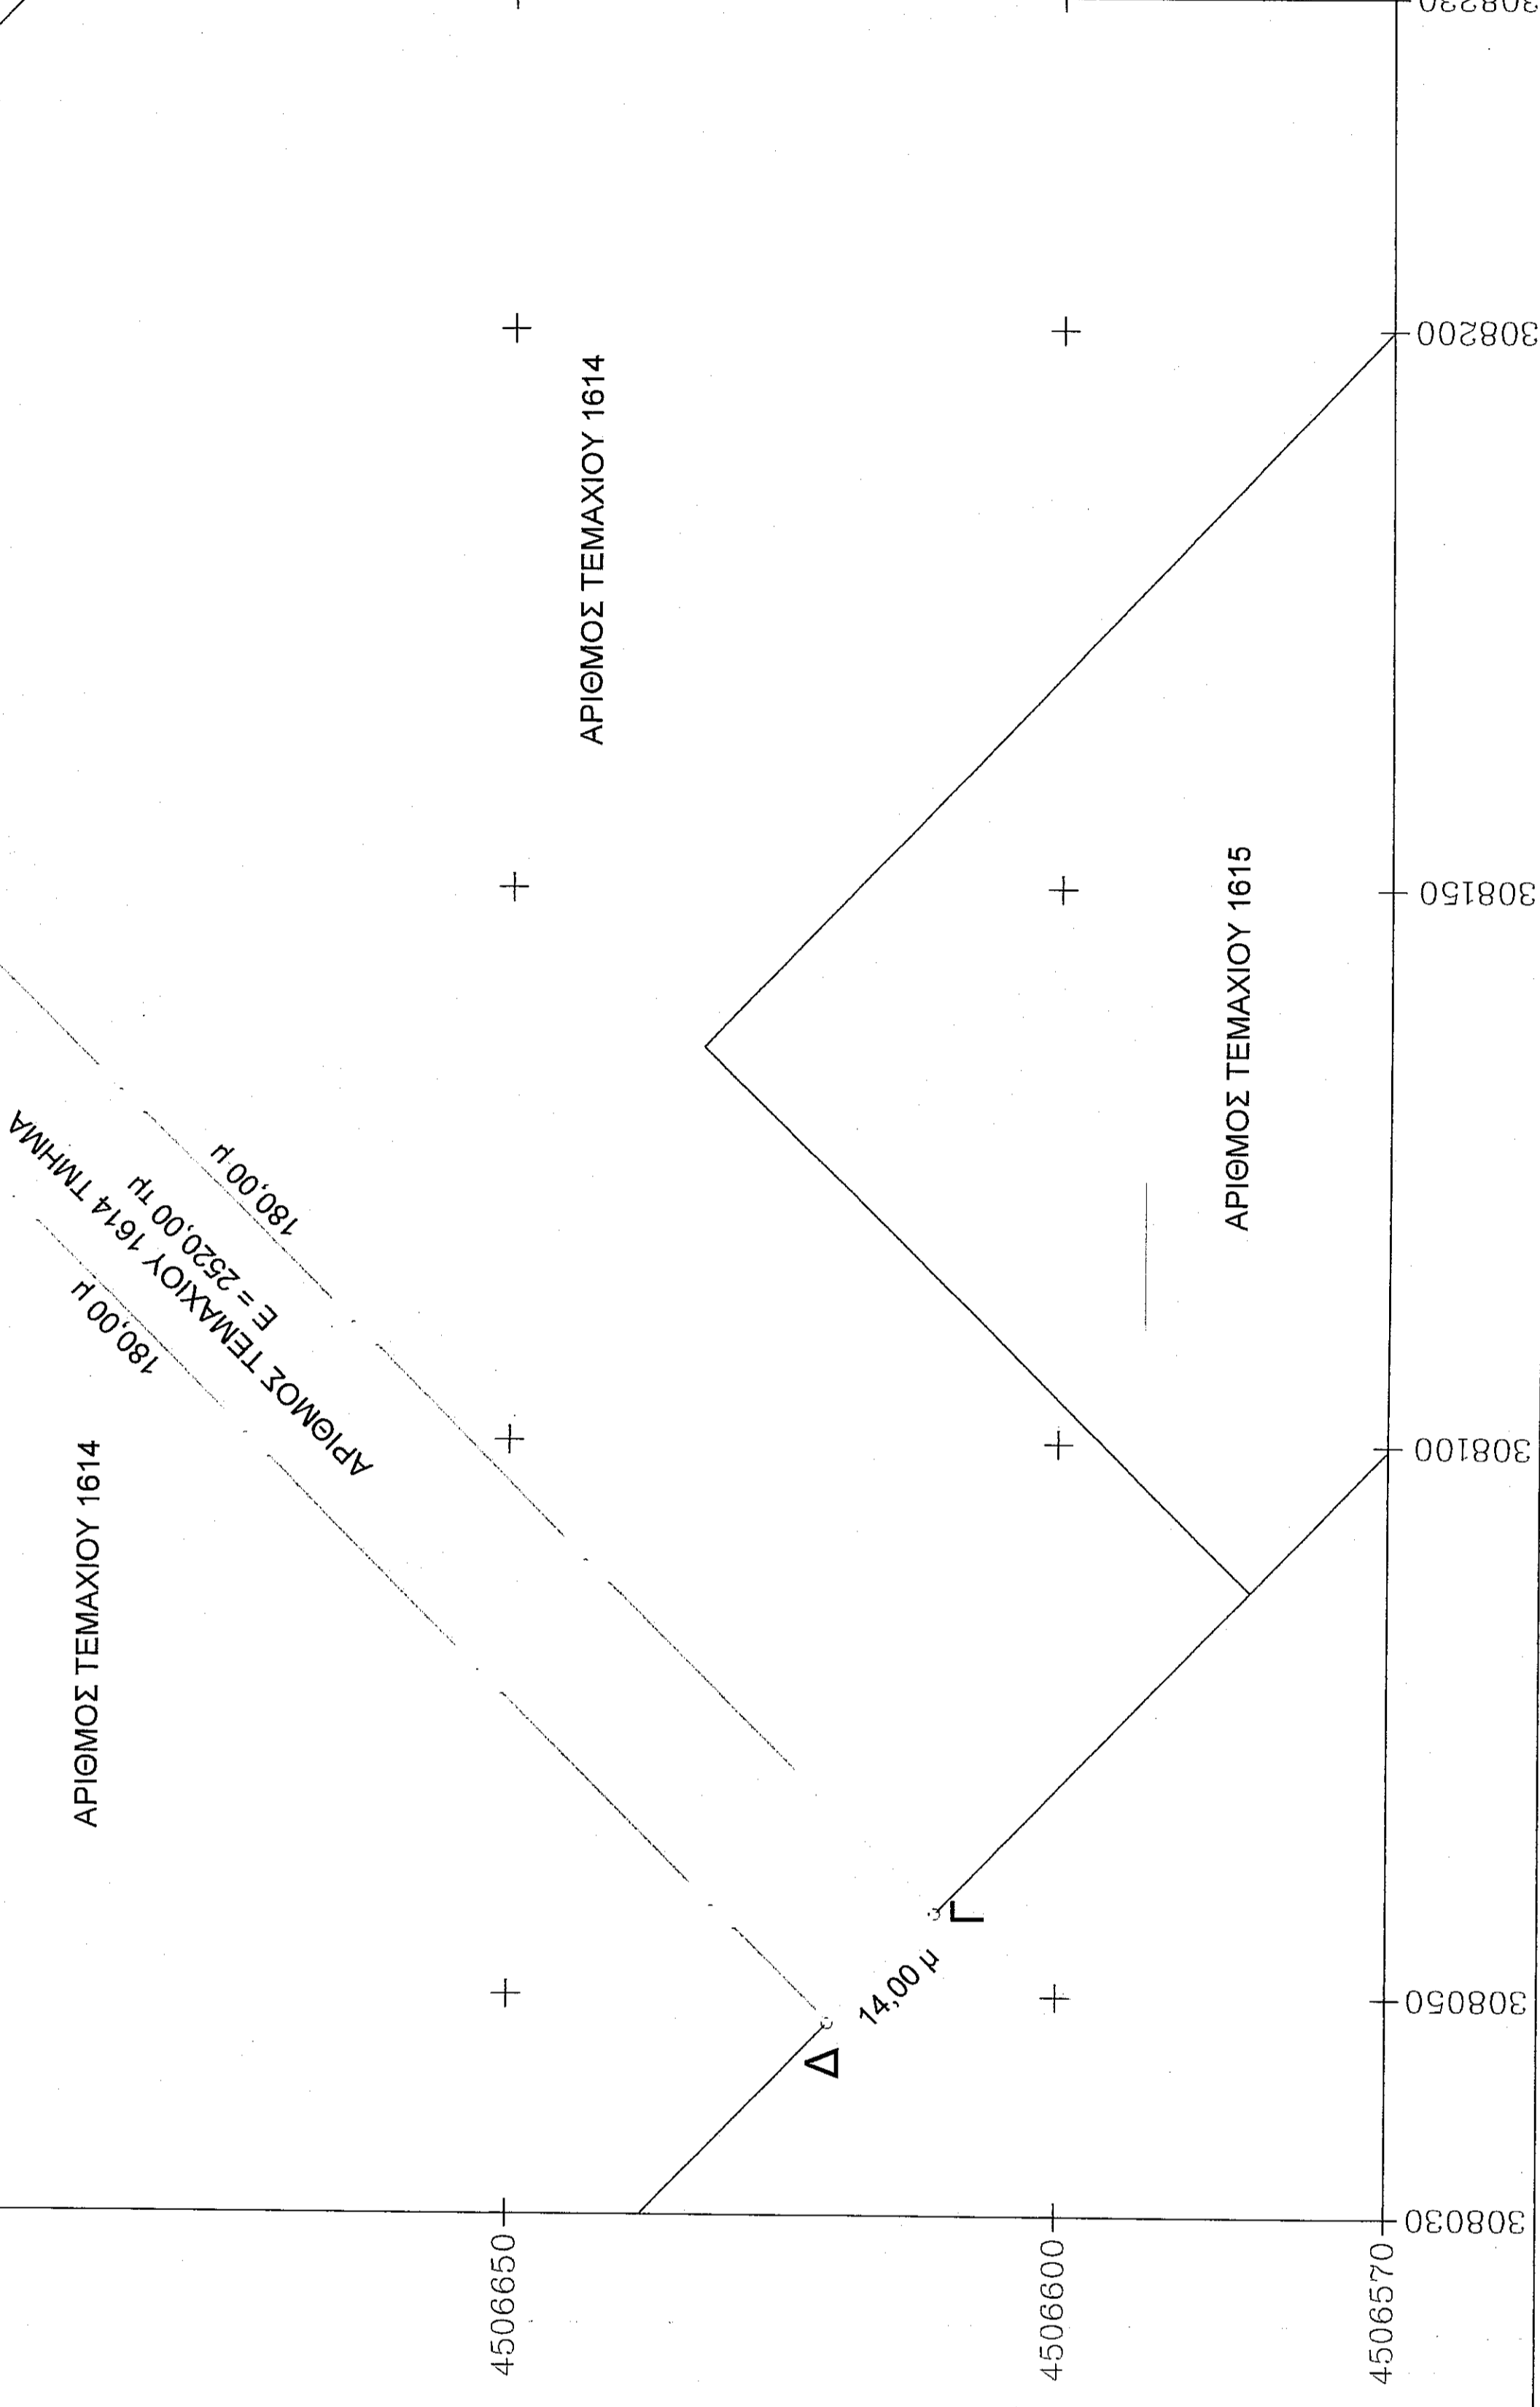 308230
308200
ΑΡΙΘΜΟΣ ΤΕΜΑΧΙΟΥ 1614
308150
ΑΡΙΘΜΟΣ ΤΕΜΑΧΙΟΥ 1615
180,00 μ
Ε = 2520,00 τμ
ΑΡΙΘΜΟΣ ΤΕΜΑΧΙΟΥ 1614 ΤΜΗΜΑ
180,00 μ
ΑΡΙΘΜΟΣ ΤΕΜΑΧΙΟΥ 1614
308100
Γ
14,00 μ
Δ
308050
308030
4506650
4506600
4506570